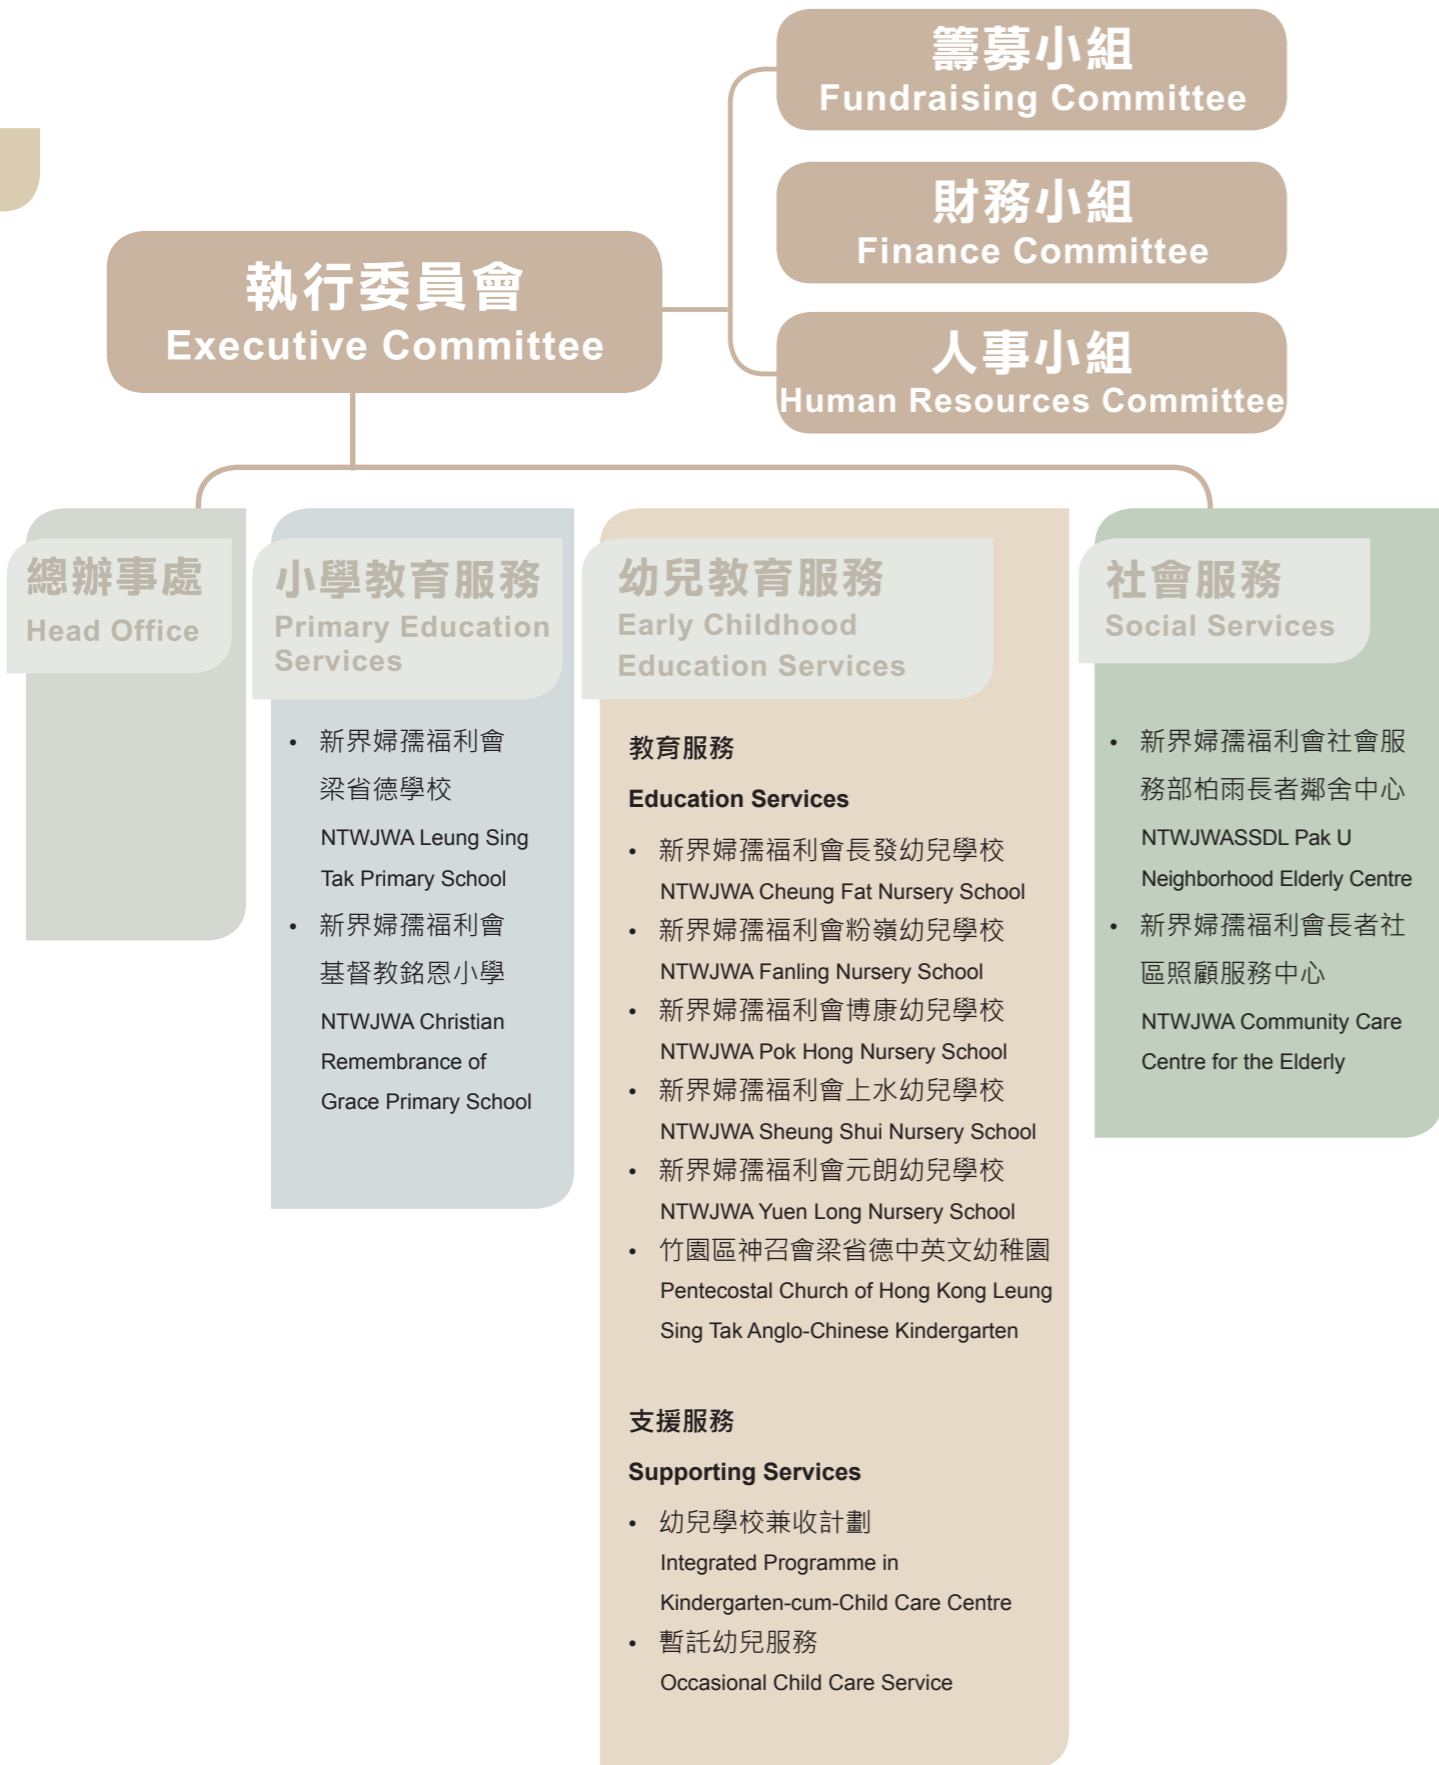 籌募小組
Fundraising Committee
財務小組
Finance Committee
執行委員會
Executive Committee
人事小組
Human Resources Committee
總辦事處
Head Office
小學教育服務
Primary Education
Services
新界婦孺福利會
梁省德學校
NTWJWA Leung Sing
Tak Primary School
新界婦孺福利會
基督教銘恩小學
NTWJWA Christian
Remembrance of
Grace Primary School
幼兒教育服務
Early Childhood
Education Services
教育服務
Education Services
新界婦孺福利會長發幼兒學校
NTWJWA Cheung Fat Nursery School
新界婦孺福利會粉嶺幼兒學校
NTWJWA Fanling Nursery School
新界婦孺福利會博康幼兒學校
NTWJWA Pok Hong Nursery School
新界婦孺福利會上水幼兒學校
NTWJWA Sheung Shui Nursery School
新界婦孺福利會元朗幼兒學校
NTWJWA Yuen Long Nursery School
竹園區神召會梁省德中英文幼稚園
Pentecostal Church of Hong Kong Leung
Sing Tak Anglo-Chinese Kindergarten
支援服務
Supporting Services
幼兒學校兼收計劃
Integrated Programme in
Kindergarten-cum-Child Care Centre
暫託幼兒服務
Occasional Child Care Service
社會服務
Social Services
新界婦孺福利會社會服
務部柏雨長者鄰舍中心
NTWJWASSDL Pak U
Neighborhood Elderly Centre
新界婦孺福利會長者社
區照顧服務中心
NTWJWA Community Care
Centre for the Elderly